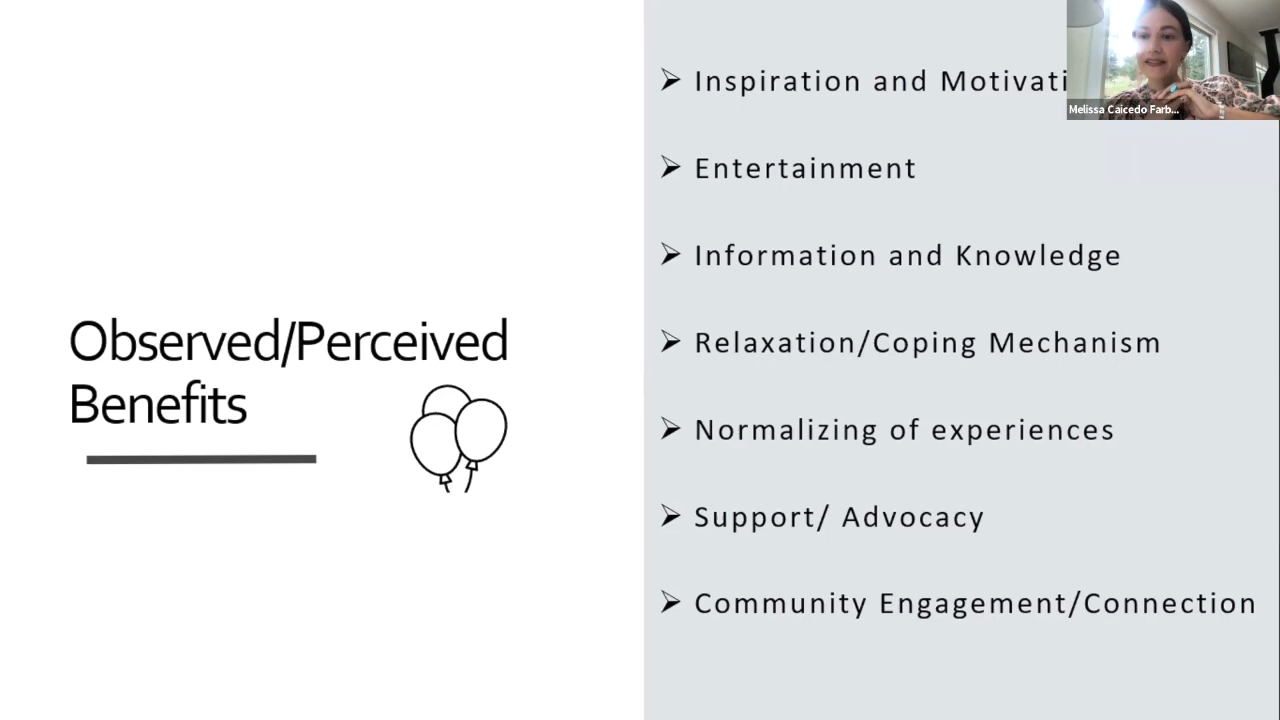 Observed/Perceived
Benefits
Inspiration and Motivati
Entertainment
Information and Knowledge
Relaxation/Coping Mechanism
Normalizing of experiences
Support/ Advocacy
Community Engagement/Connection
Melissa Caicedo Farb...